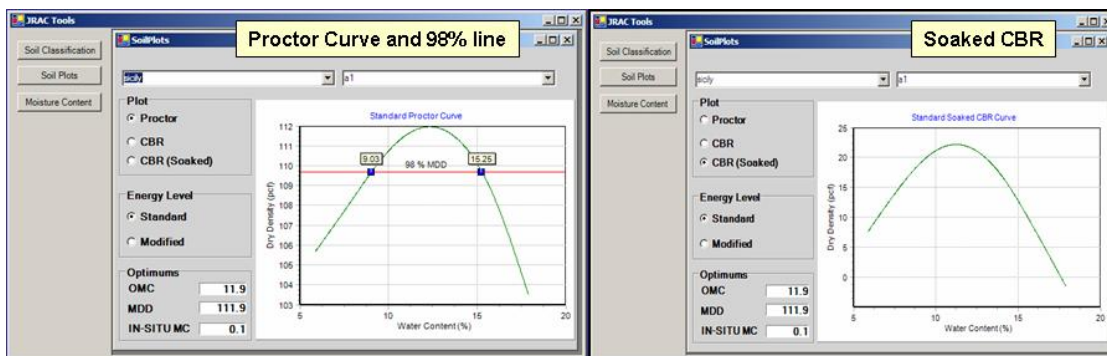 JRAC Tools
SoilPlots
Proctor Curve and 98% line
Soil Classification
Soil Plots
Moisture Content
sicily
a1
Plot
Proctor
CBR
CBR (Soaked)
Energy Level
Standard
Modified
Optimums
OMC 11.9
MDD 111.9
IN-SITU MC 0.1
Standard Proctor Curve
Dry Density (pcf)
112
111
110
109
108
107
106
105
104
103
9.03
98 % MDD
15.25
5 10 15 20
Water Content (%)
JRAC Tools
SoilPlots
Soaked CBR
Soil Classification
Soil Plots
Moisture Content
sicily
a1
Plot
Proctor
CBR
CBR (Soaked)
Energy Level
Standard
Modified
Optimums
OMC 11.9
MDD 111.9
IN-SITU MC 0.1
Standard Soaked CBR Curve
Dry Density (pcf)
25
20
15
10
5
0
5 10 15 20
Water Content (%)